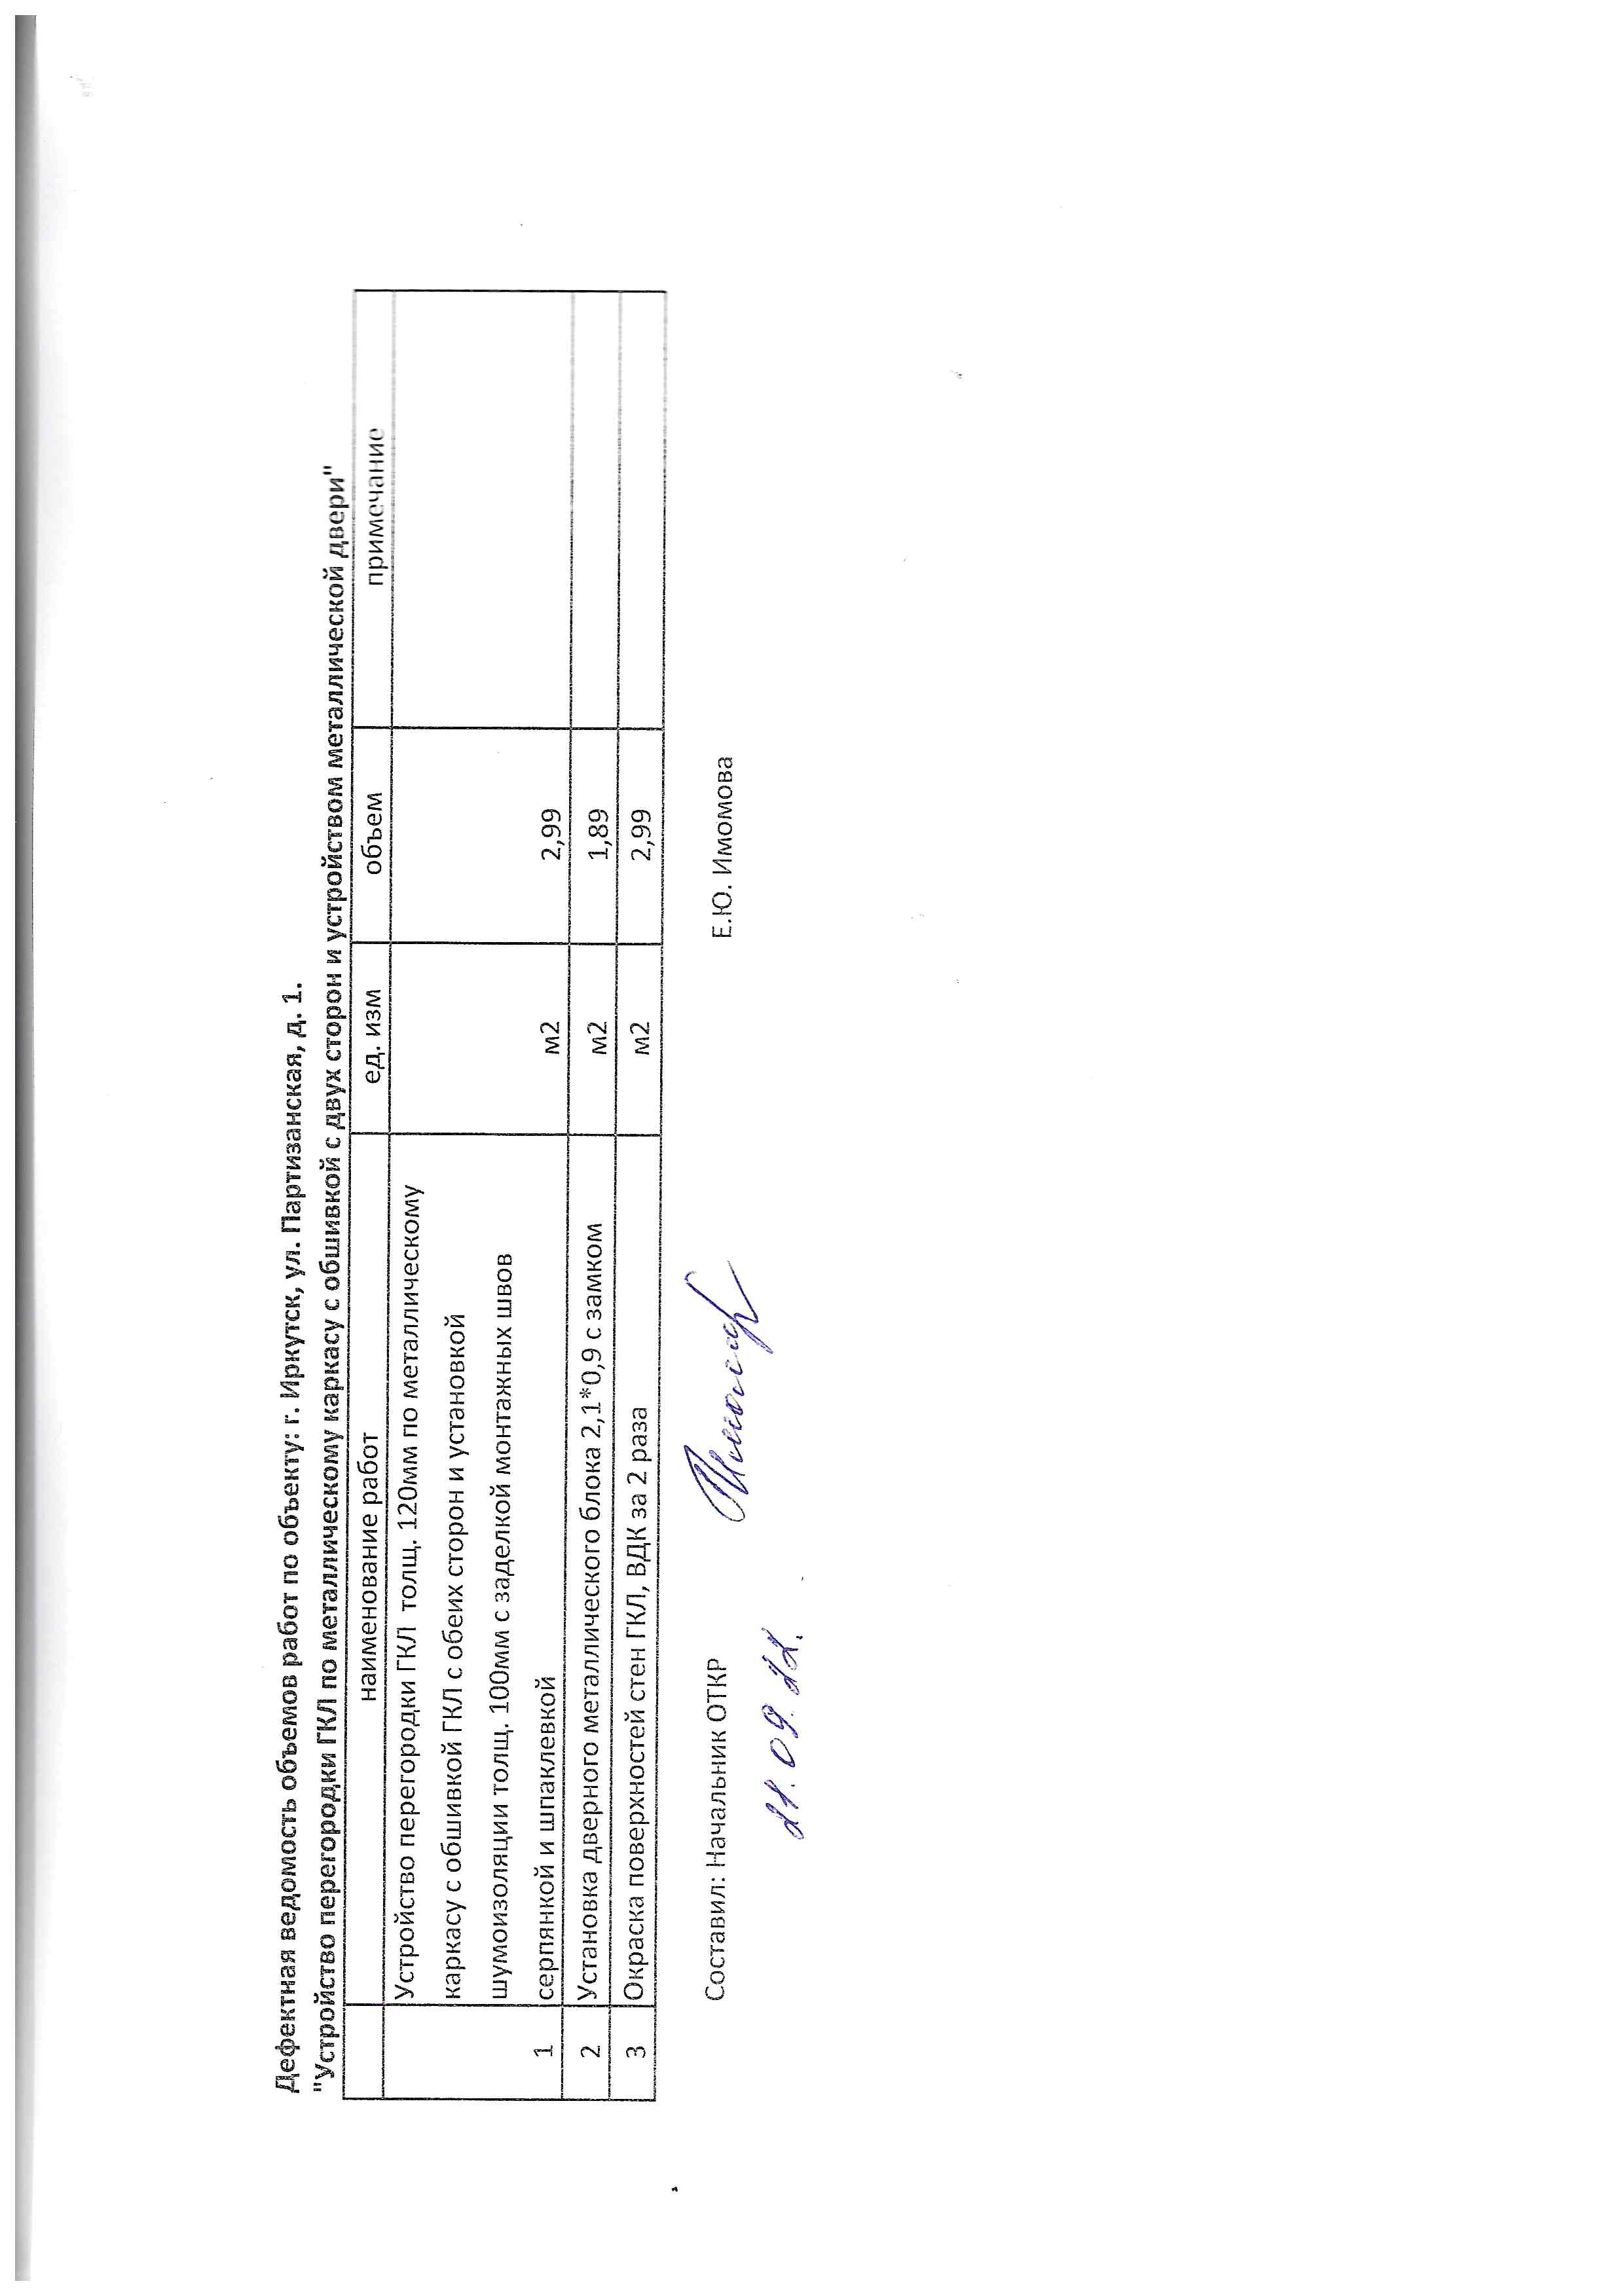 Дефектная ведомость объемов работ по объекту: г. Иркутск, ул. Партизанская, д. 1.
"Устройство перегородки ГКЛ по металлическому каркасу с обшивкой с двух сторон и устройством металлической двери"
наименование работ ед. изм объем примечание
Устройство перегородки ГКЛ толщ. 120мм по металлическому
каркасу с обшивкой ГКЛ с обеих сторон и установкой
шумоизоляции толщ. 100мм с заделкой монтажных швов
1 серпянкой и шпаклевкой м2 2,99
2 Установка дверного металлического блока 2,1*0,9 с замком м2 1,89
3 Окраска поверхностей стен ГКЛ, ВДК за 2 раза м2 2,99
Составил: Начальник ОТКР Е.Ю. Имомова
21.09.22.